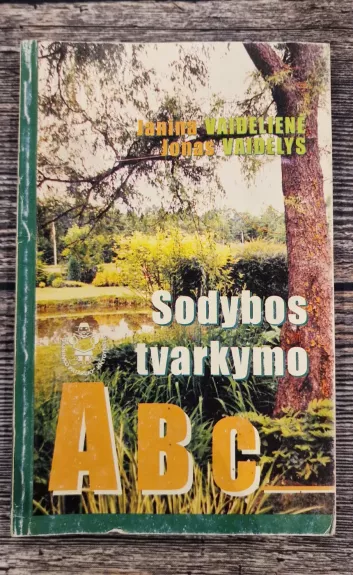 Janina VAIDELIENĖ
Jonas VAIDELYS
Sodybos
tvarkymo
ABC